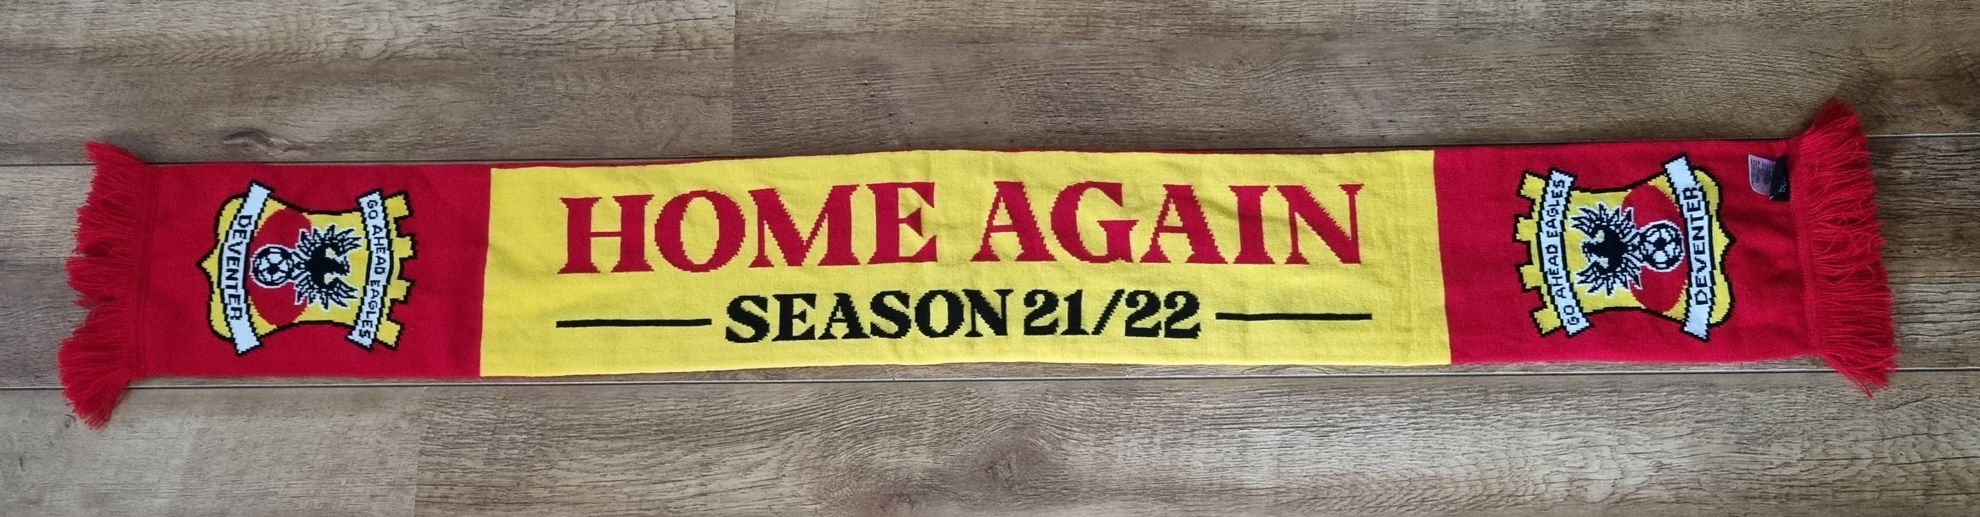 DEVENTER
GO AHEAD EAGLES
HOME AGAIN
SEASON 21/22
GO AHEAD EAGLES
DEVENTER